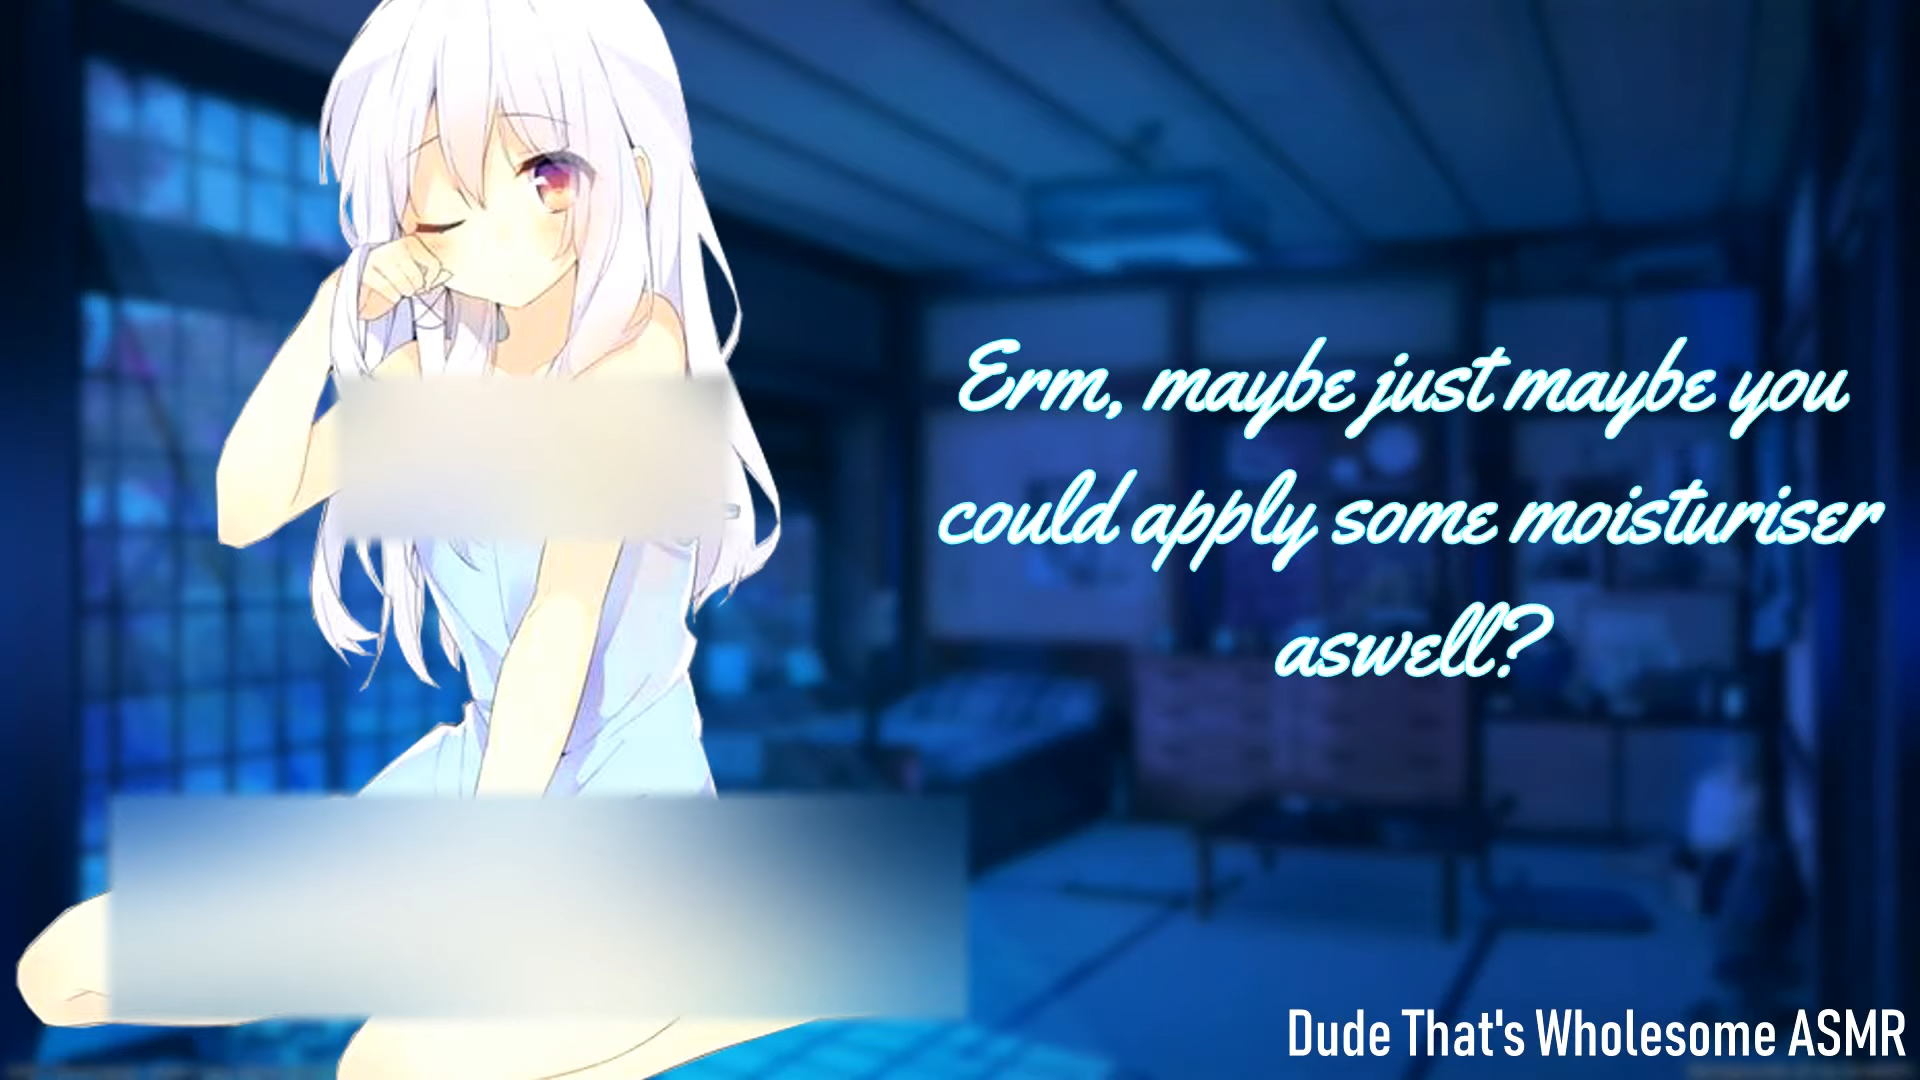 Erm, maybe just maybe you
could apply some moisturiser
aswell?
Dude That's Wholesome ASMR